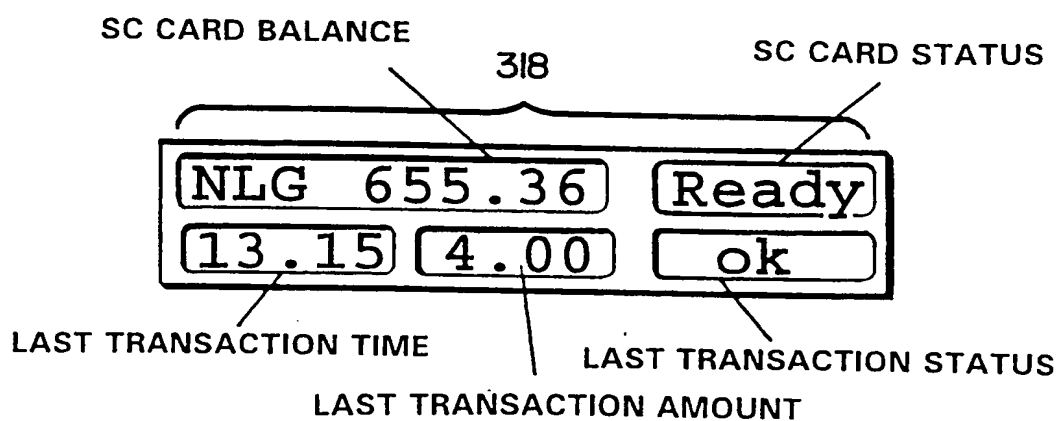 SC CARD BALANCE
318
SC CARD STATUS
NLG 655.36 Ready
13.15 4.00 ok
LAST TRANSACTION TIME
LAST TRANSACTION STATUS
LAST TRANSACTION AMOUNT